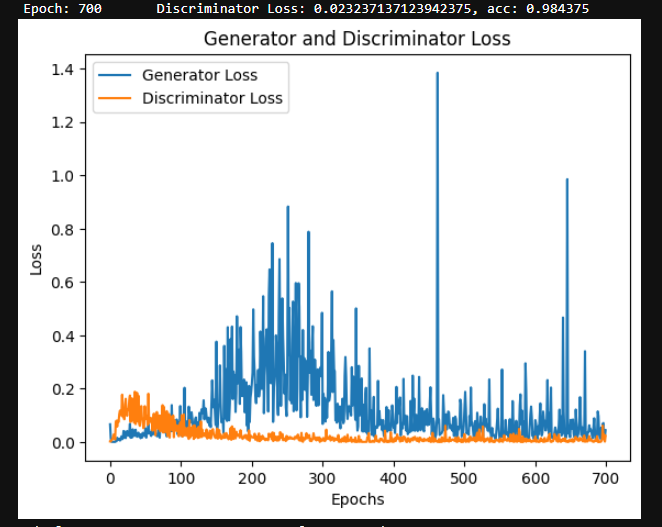 Epoch: 700 Discriminator Loss: 0.023237137123942375, acc: 0.984375
Generator and Discriminator Loss
Generator Loss
Discriminator Loss
1.4
1.2
1.0
0.8
0.6
0.4
0.2
0.0
Loss
0 100 200 300 400 500 600 700
Epochs